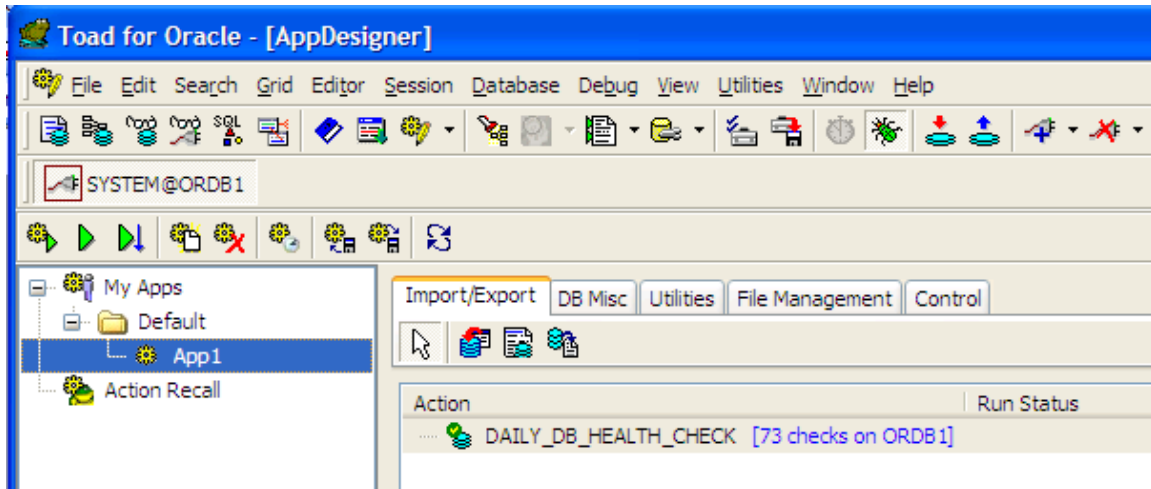 Toad for Oracle - [AppDesigner]
File Edit Search Grid Editor Session Database Debug View Utilities Window Help
SQL
SYSTEM@ORDB1
My Apps
Default
App1
Action Recall
Import/Export DB Misc Utilities File Management Control
Action Run Status
DAILY_DB_HEALTH_CHECK [73 checks on ORDB1]